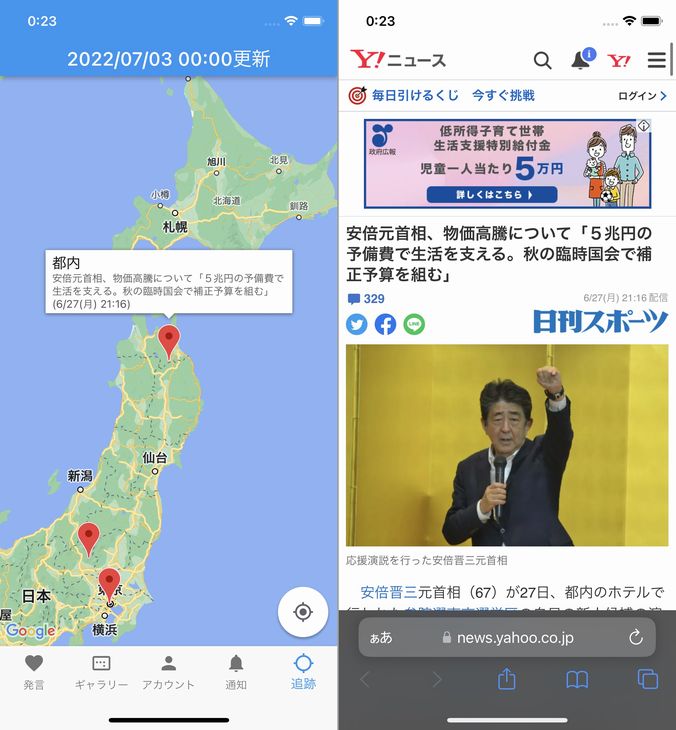 0:23
2022/07/03 00:00更新
旭川
北見
小樽
北海道
釧路
札幌
都内
安倍元首相、物価高騰について「５兆円の予備費で
生活を支える。秋の臨時国会で補正予算を組む」
(6/27(月) 21:16)
仙台
新潟
日本
東京
屋
横浜
Google
発言
ギャラリー
アカウント
通知
追跡
0:23
Y!ニュース
i
Y!
毎日引けるくじ 今すぐ挑戦
ログイン
政府広報
低所得子育て世帯
生活支援特別給付金
児童一人当たり5万円
詳しくはこちら
安倍元首相、物価高騰について「５兆円の
予備費で生活を支える。秋の臨時国会で補
正予算を組む」
329
6/27(月) 21:16 配信
LINE
日刊スポーツ
応援演説を行った安倍晋三元首相
安倍晋三元首相（67）が27日、都内のホテルで
ぁあ
news.yahoo.co.jp